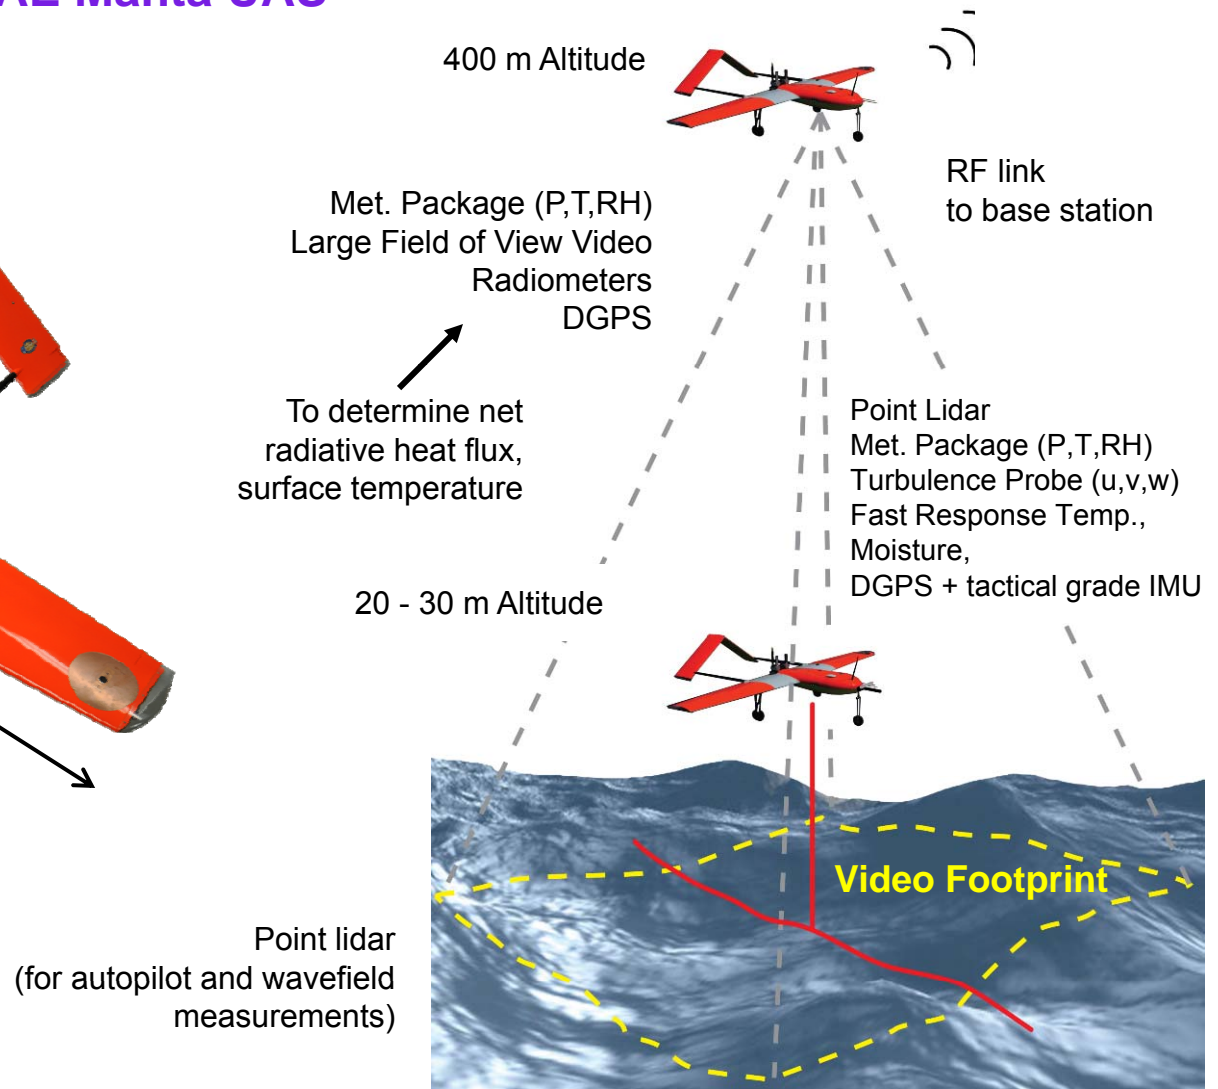 Manta UAS
400 m Altitude
RF link
to base station
Met. Package (P,T,RH)
Large Field of View Video
Radiometers
DGPS
To determine net
radiative heat flux,
surface temperature
Point Lidar
Met. Package (P,T,RH)
Turbulence Probe (u,v,w)
Fast Response Temp.,
Moisture,
DGPS + tactical grade IMU
20 - 30 m Altitude
Video Footprint
Point lidar
(for autopilot and wavefield
measurements)